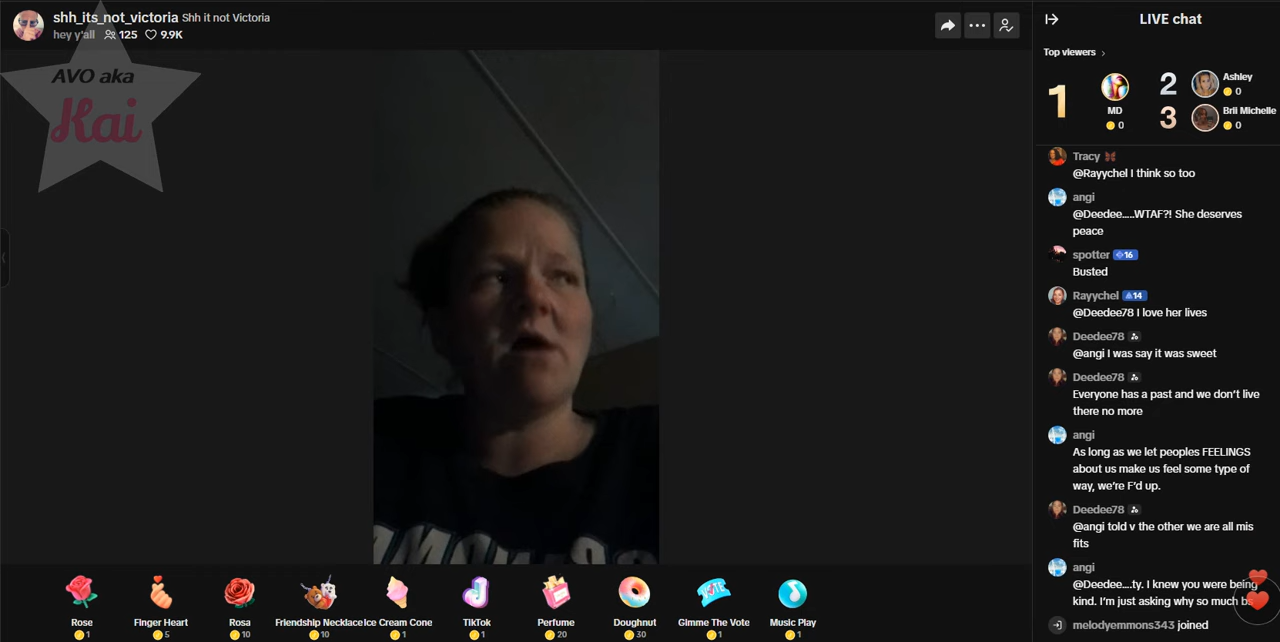 shh_its_not_victoria Shh it not Victoria
hey y'all 125 9.9K
AVO aka
Kai
LIVE chat
Top viewers
1
MD
0
2
Ashley
0
3
Brii Michelle
0
Tracy
@Rayychel I think so too
angi
@Deedee.....WTAF?! She deserves
peace
spotter 16
Busted
Rayychel 14
@Deedee78 I love her lives
Deedee78
@angi I was say it was sweet
Deedee78
Everyone has a past and we don't live
there no more
angi
As long as we let peoples FEELINGS
about us make us feel some type of
way, we're F'd up.
Deedee78
@angi told v the other we are all mis
fits
angi
@Deedee....ty. I knew you were being
kind. I'm just asking why so much
melodyemmons343 joined
Rose
1
Finger Heart
5
Rosa
10
Friendship Necklace
10
Ice Cream Cone
1
TikTok
1
Perfume
20
Doughnut
30
VOTE
Gimme The Vote
1
Music Play
1